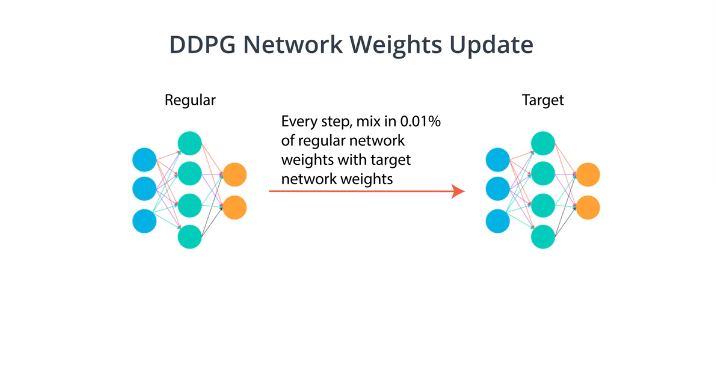 DDPG Network Weights Update
Regular
Target
Every step, mix in 0.01%
of regular network
weights with target
network weights